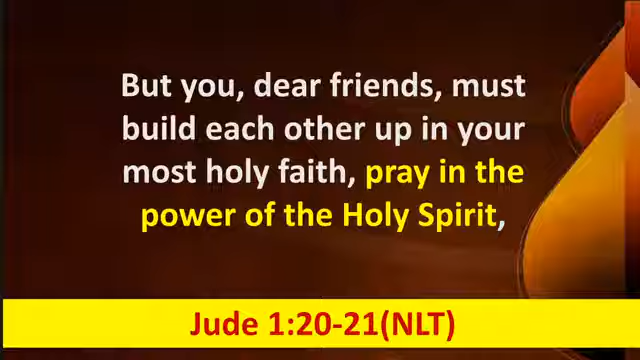 But you, dear friends, must
build each other up in your
most holy faith, pray in the
power of the Holy Spirit,
Jude 1:20-21(NLT)